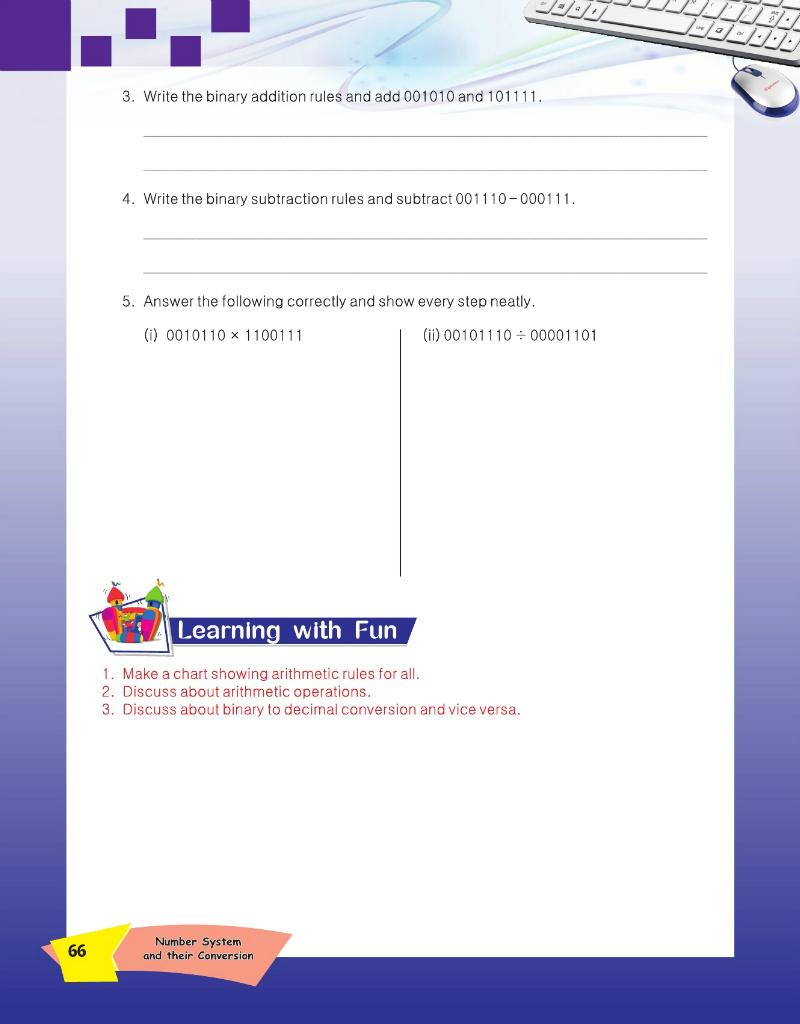 3. Write the binary addition rules and add 001010 and 101111.
4. Write the binary subtraction rules and subtract 001110 – 000111.
5. Answer the following correctly and show every step neatly.
(i) 0010110 × 1100111
(ii) 00101110 ÷ 00001101
Learning with Fun
1. Make a chart showing arithmetic rules for all.
2. Discuss about arithmetic operations.
3. Discuss about binary to decimal conversion and vice versa.
66
Number System
and their Conversion